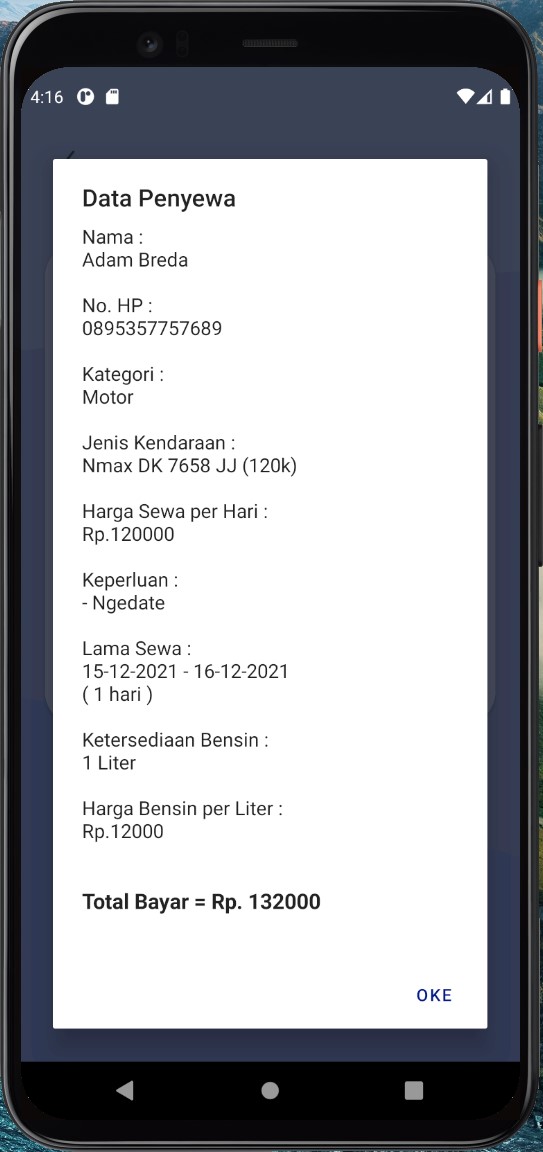 4:16
Data Penyewa
Nama :
Adam Breda
No. HP :
0895357757689
Kategori :
Motor
Jenis Kendaraan :
Nmax DK 7658 JJ (120k)
Harga Sewa per Hari :
Rp.120000
Keperluan :
- Ngedate
Lama Sewa :
15-12-2021 - 16-12-2021
( 1 hari )
Ketersediaan Bensin :
1 Liter
Harga Bensin per Liter :
Rp.12000
Total Bayar = Rp. 132000
OKE